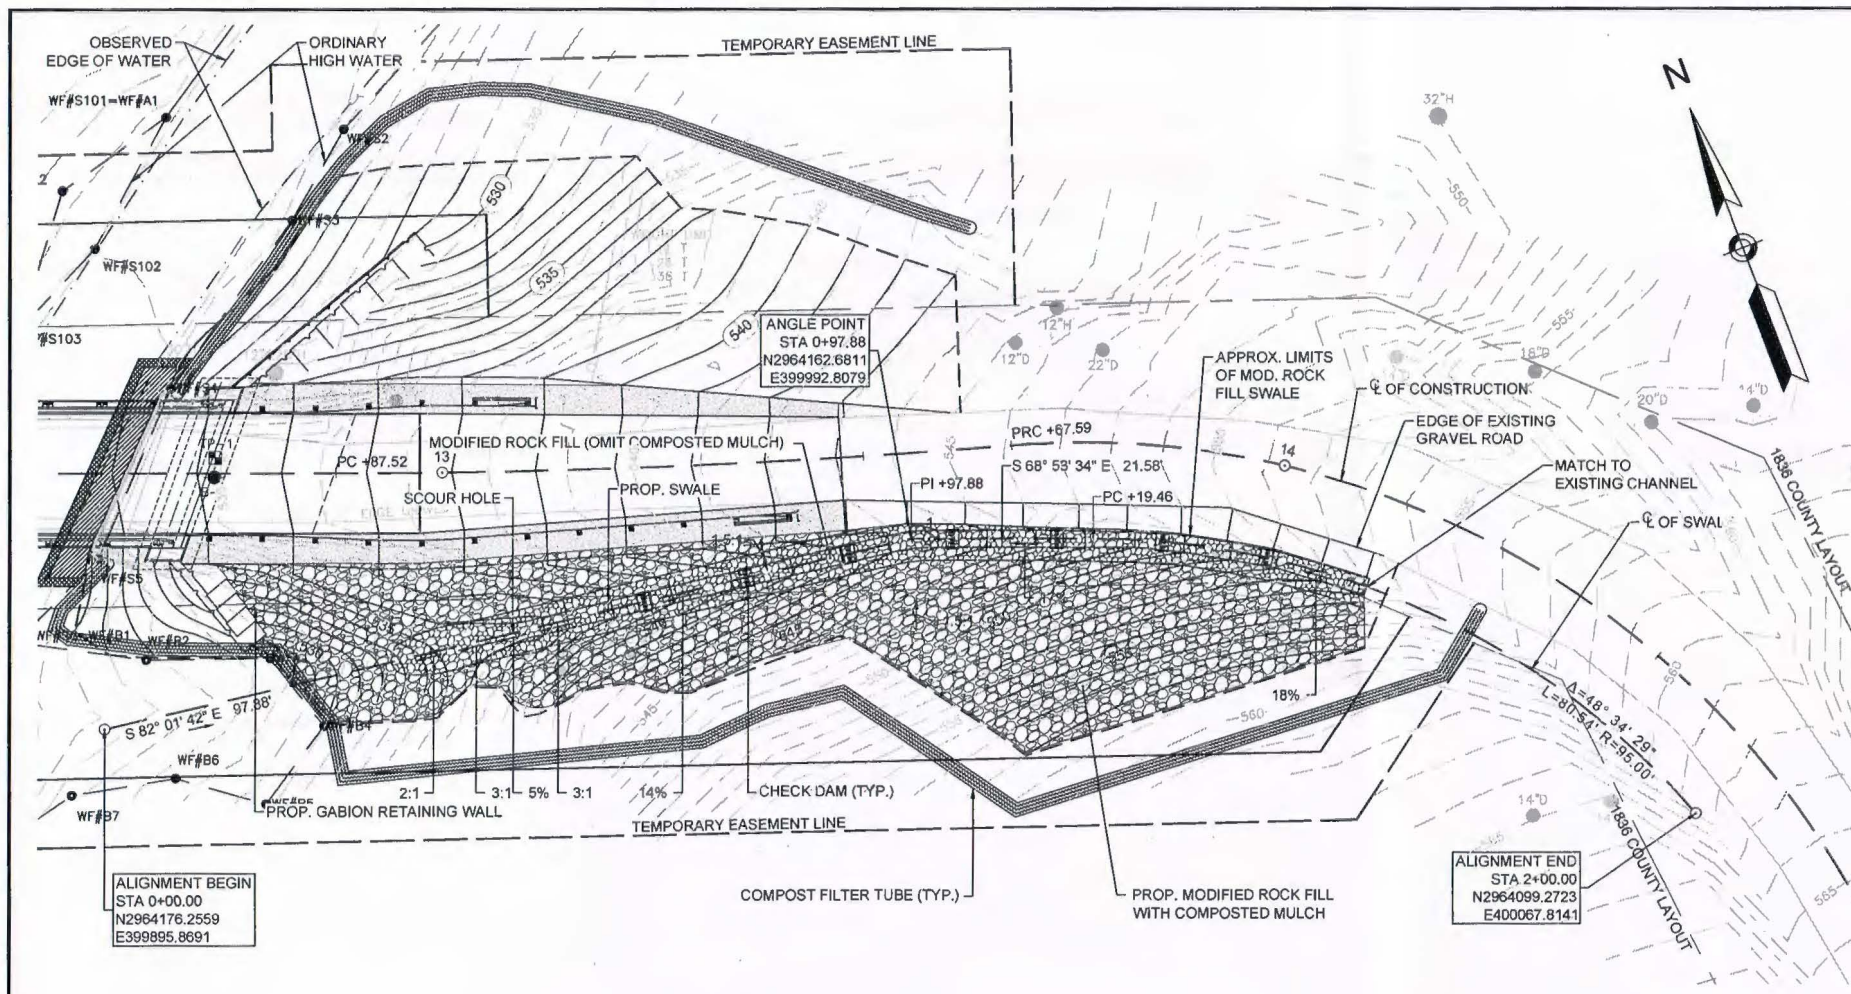 OBSERVED
EDGE OF WATER
ORDINARY
HIGH WATER
TEMPORARY EASEMENT LINE
N
WF#S101=WF#A1
WF#S2
32"H
530
530
550
WF#S3
WF#S102
535
540
12"H
12"D
22"D
555
18"D
20"D
14"D
ANGLE POINT
STA 0+97.88
N2964162.6811
E399992.8079
APPROX. LIMITS
OF MOD. ROCK
FILL SWALE
℄ OF CONSTRUCTION
EDGE OF EXISTING
GRAVEL ROAD
MATCH TO
EXISTING CHANNEL
℄ OF SWAL
1836 COUNTY LAYOUT
MODIFIED ROCK FILL (OMIT COMPOSTED MULCH)
PC +87.52
13
PRC +67.59
14
545
S 68° 53' 34" E 21.58'
SCOUR HOLE
PROP. SWALE
PI +97.88
PC +19.46
WF#S5
WF#B1
WF#B2
S 82° 01' 42" E 97.88'
WF#B4
545
550
560
560
18%
Δ=48° 34' 29"
L=80.54' R=95.00'
WF#B6
WF#B5
WF#B7
2:1
3:1
5%
3:1
14%
CHECK DAM (TYP.)
PROP. GABION RETAINING WALL
TEMPORARY EASEMENT LINE
14"D
565
1836 COUNTY LAYOUT
ALIGNMENT BEGIN
STA 0+00.00
N2964176.2559
E399895.8691
COMPOST FILTER TUBE (TYP.)
PROP. MODIFIED ROCK FILL
WITH COMPOSTED MULCH
ALIGNMENT END
STA 2+00.00
N2964099.2723
E400067.8141
565